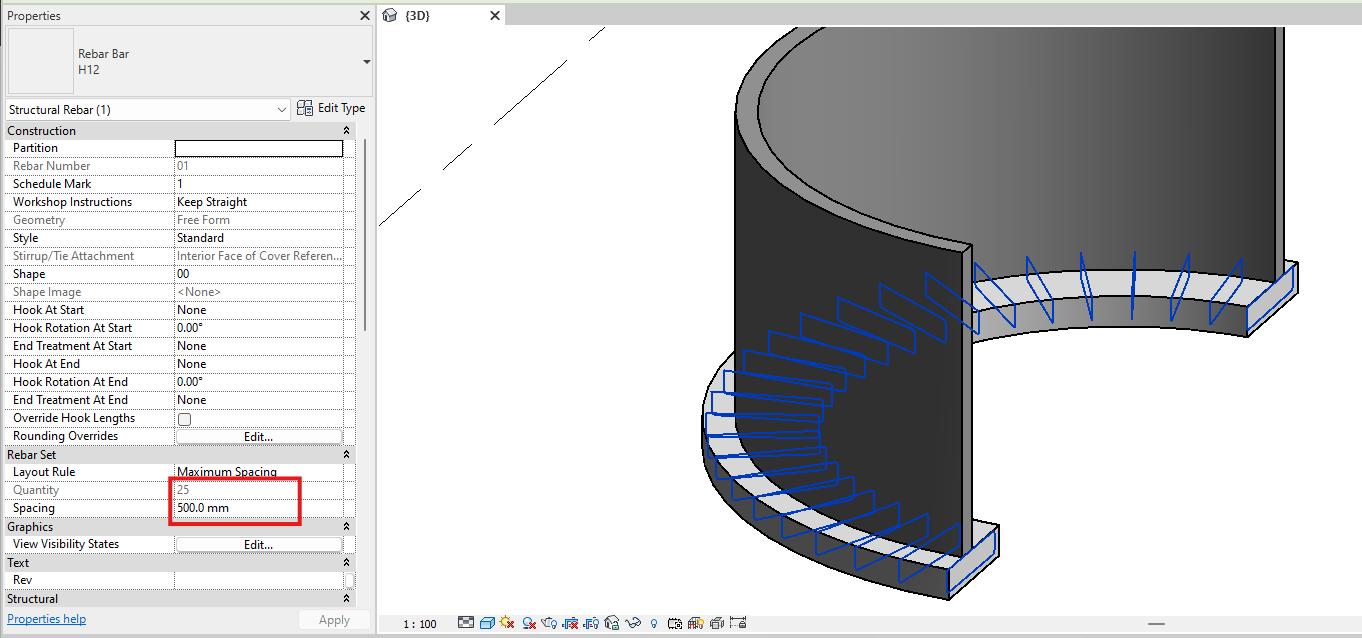 Properties
{3D}
Rebar Bar
H12
Structural Rebar (1)
Edit Type
Construction
Partition
Rebar Number 01
Schedule Mark 1
Workshop Instructions Keep Straight
Geometry Free Form
Style Standard
Stirrup/Tie Attachment Interior Face of Cover Referen...
Shape 00
Shape Image <None>
Hook At Start None
Hook Rotation At Start 0.00°
End Treatment At Start None
Hook At End None
Hook Rotation At End 0.00°
End Treatment At End None
Override Hook Lengths
Rounding Overrides Edit...
Rebar Set
Layout Rule Maximum Spacing
Quantity 25
Spacing 500.0 mm
Graphics
View Visibility States Edit...
Text
Rev
Structural
Properties help
Apply
1 : 100